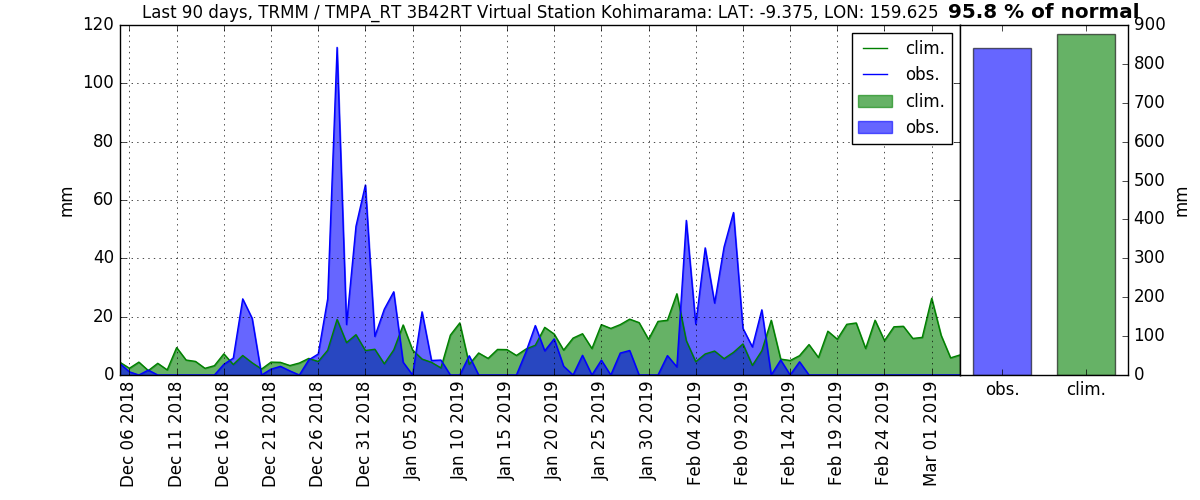 Last 90 days, TRMM / TMPA_RT 3B42RT Virtual Station Kohimarama: LAT: -9.375, LON: 159.625
95.8 % of normal
120
100
80
60
40
20
0
mm
clim.
obs.
clim.
obs.
900
800
700
600
500
400
300
200
100
0
mm
Dec 06 2018
Dec 11 2018
Dec 16 2018
Dec 21 2018
Dec 26 2018
Dec 31 2018
Jan 05 2019
Jan 10 2019
Jan 15 2019
Jan 20 2019
Jan 25 2019
Jan 30 2019
Feb 04 2019
Feb 09 2019
Feb 14 2019
Feb 19 2019
Feb 24 2019
Mar 01 2019
obs.
clim.